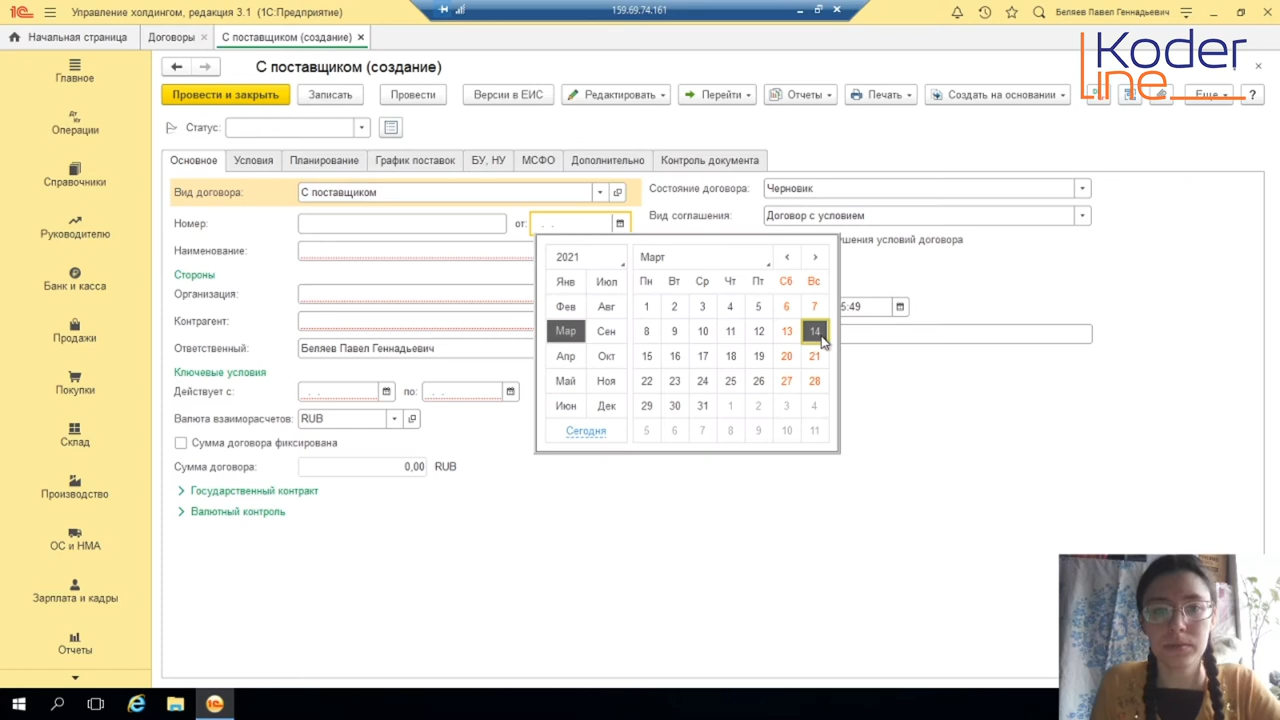 1С Управление холдингом, редакция 3.1 (1С:Предприятие)
159.69.74.161
Беляев Павел Геннадьевич
Начальная страница
Договоры ×
С поставщиком (создание) ×
Koder line
С поставщиком (создание)
Провести и закрыть
Записать
Провести
Версии в ЕИС
Редактировать
Перейти
Отчеты
Печать
Создать на основании
Еще
?
Статус:
Основное
Условия
Планирование
График поставок
БУ, НУ
МСФО
Дополнительно
Контроль документа
Вид договора: С поставщиком
Состояние договора: Черновик
Номер:
от: . .
Вид соглашения: Договор с условием
Наименование:
ушения условий договора
Стороны
Организация:
5:49
Контрагент:
Ответственный: Беляев Павел Геннадьевич
Ключевые условия
Действует с: . . по: . .
Валюта взаиморасчетов: RUB
Сумма договора фиксирована
Сумма договора: 0,00 RUB
Государственный контракт
Валютный контроль
2021 Март < >
Янв Июл Пн Вт Ср Чт Пт Сб Вс
Фев Авг 1 2 3 4 5 6 7
Мар Сен 8 9 10 11 12 13 14
Апр Окт 15 16 17 18 19 20 21
Май Ноя 22 23 24 25 26 27 28
Июн Дек 29 30 31 1 2 3 4
Сегодня 5 6 7 8 9 10 11
Главное
Дт Кт
Операции
Справочники
Руководителю
Банк и касса
Продажи
Покупки
Склад
Производство
ОС и НМА
Зарплата и кадры
Отчеты